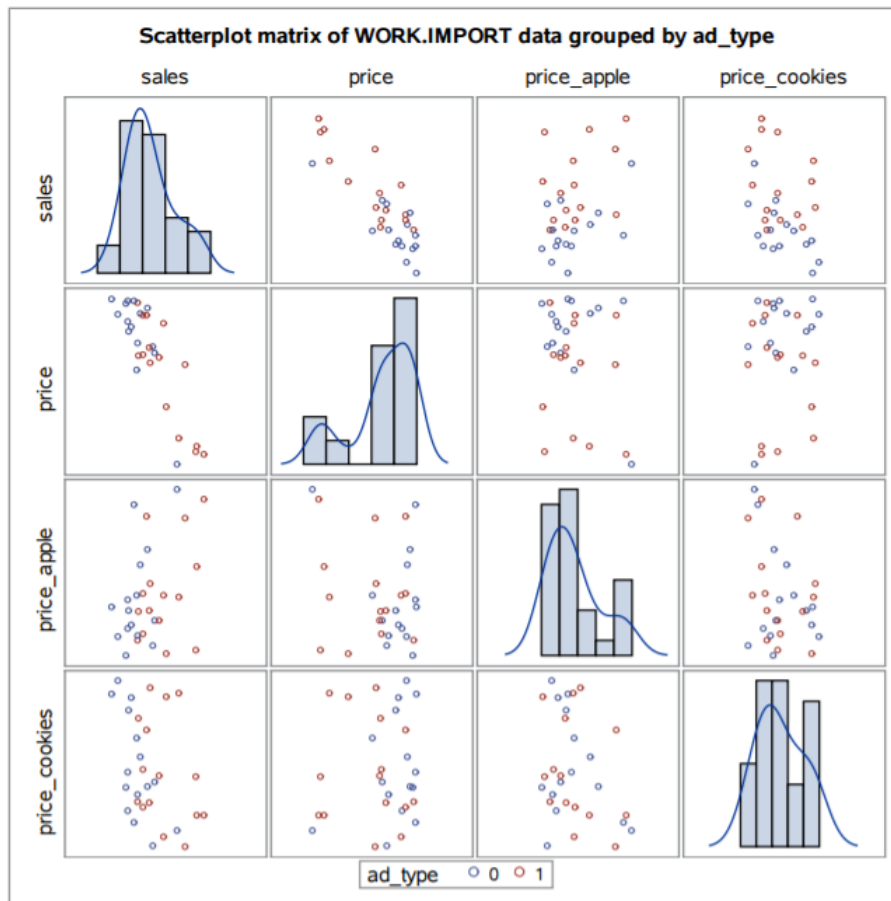 Scatterplot matrix of WORK.IMPORT data grouped by ad_type
sales price price_apple price_cookies
sales
price
price_apple
price_cookies
ad_type 0 1